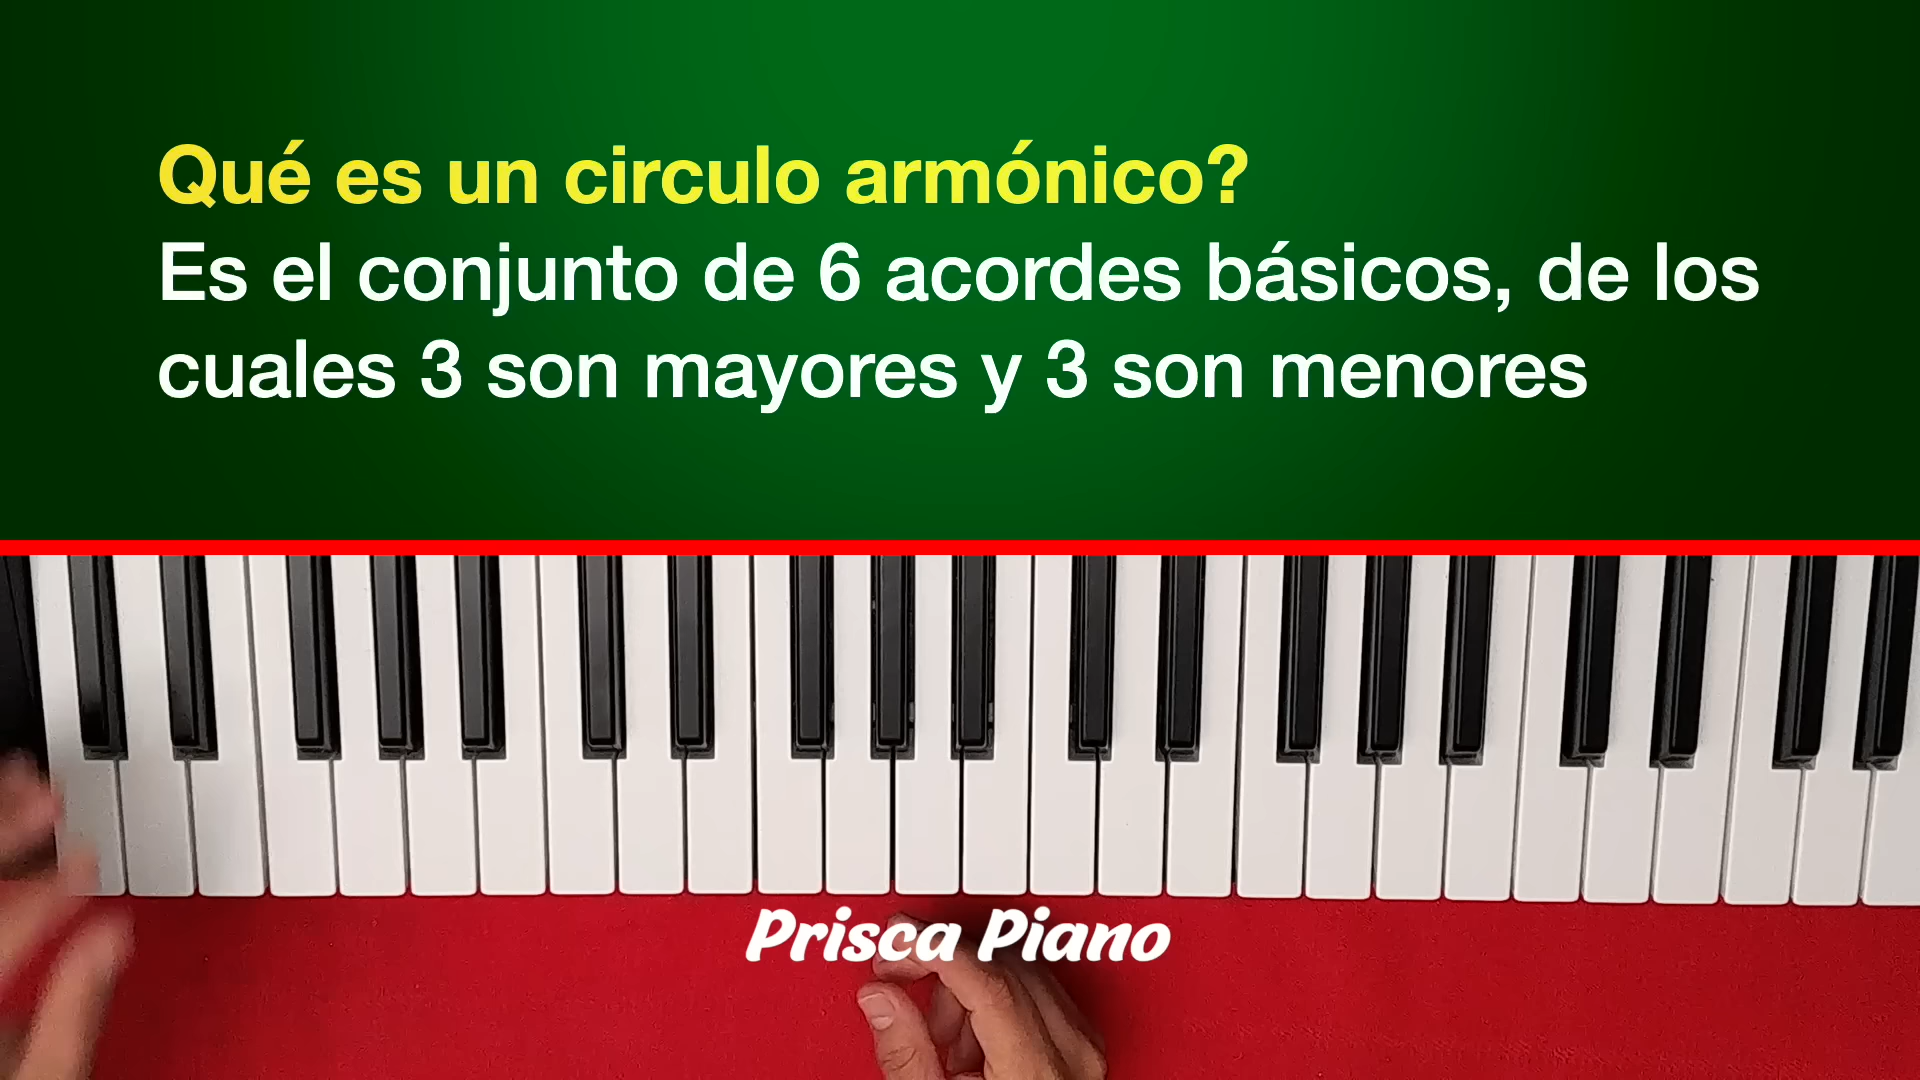 Qué es un circulo armónico?
Es el conjunto de 6 acordes básicos, de los
cuales 3 son mayores y 3 son menores
Prisca Piano